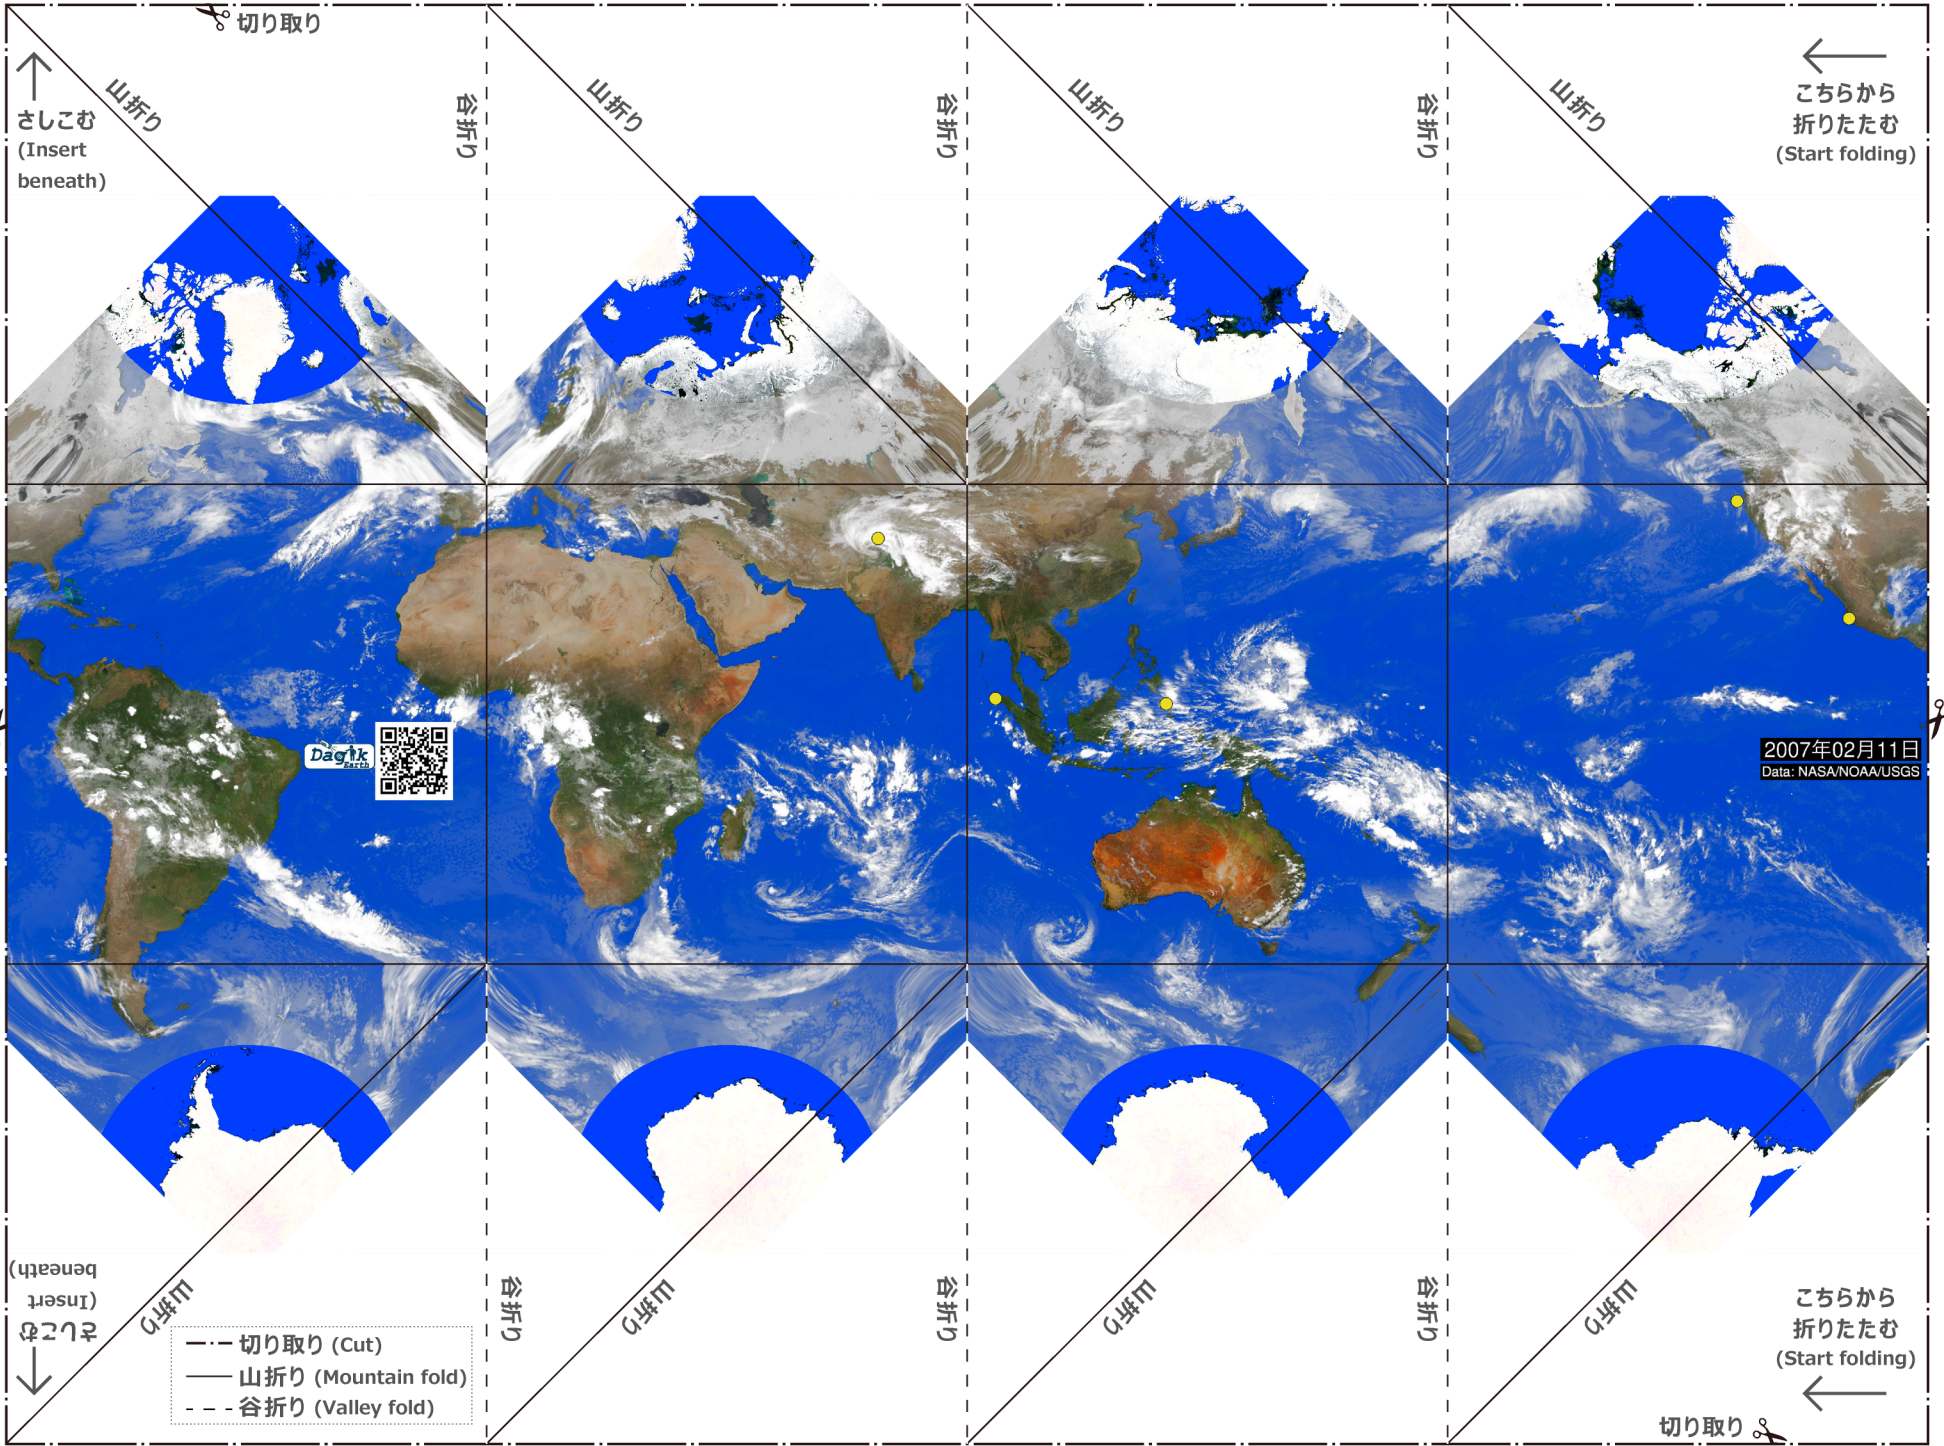 切り取り
山折り
谷折り
山折り
谷折り
山折り
谷折り
山折り
さしこむ
(Insert
beneath)
こちらから
折りたたむ
(Start folding)
Dagik
Earth
2007年02月11日
Data: NASA/NOAA/USGS
さしこむ
(Insert
beneath)
山折り
谷折り
山折り
谷折り
山折り
谷折り
山折り
切り取り (Cut)
山折り (Mountain fold)
谷折り (Valley fold)
こちらから
折りたたむ
(Start folding)
切り取り